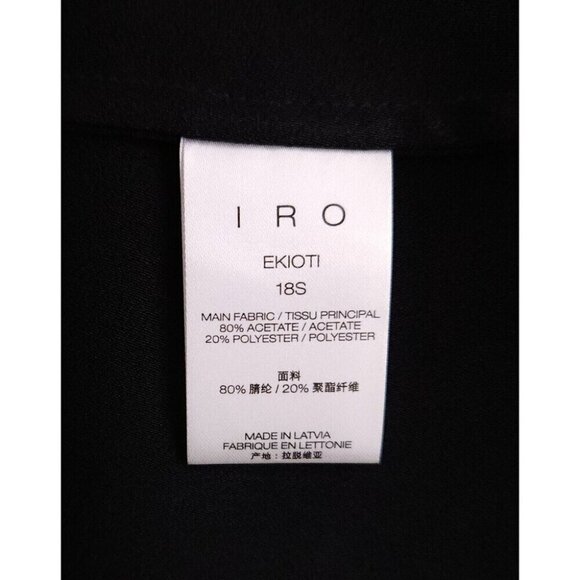 IRO
EKIOTI
18S
MAIN FABRIC / TISSU PRINCIPAL
80% ACETATE / ACETATE
20% POLYESTER / POLYESTER
面料
80% 腈纶 / 20% 聚酯纤维
MADE IN LATVIA
FABRIQUE EN LETTONIE
产地: 拉脱维亚